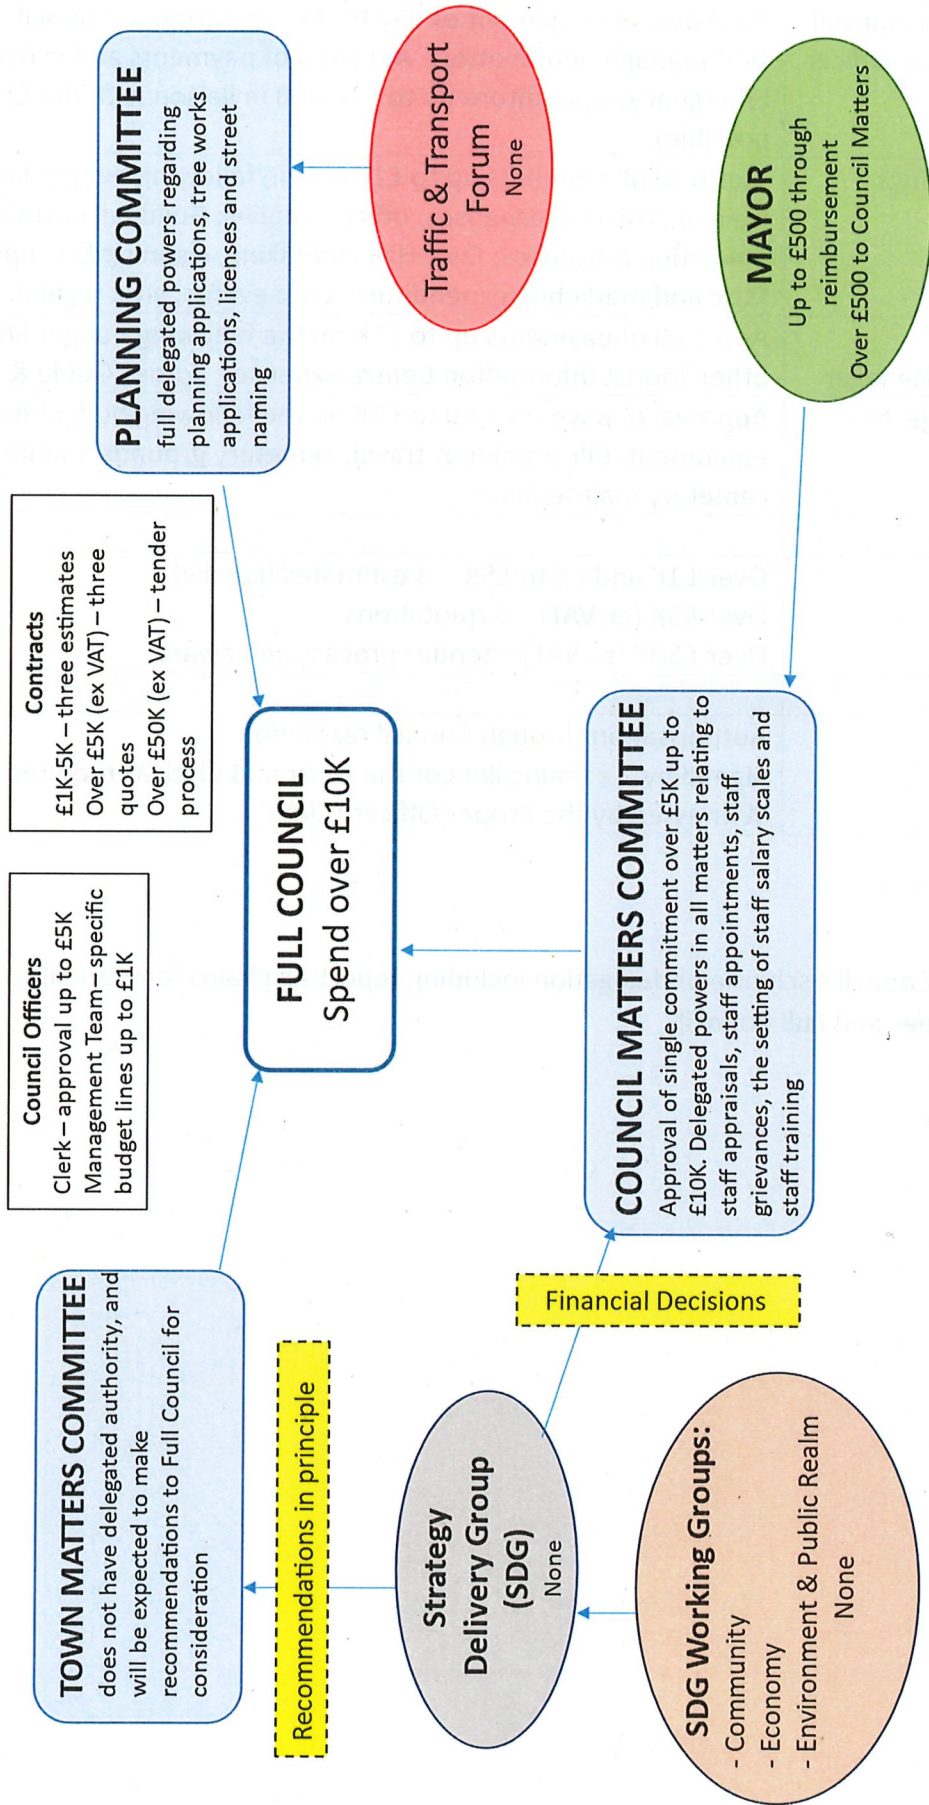 TOWN MATTERS COMMITTEE
does not have delegated authority, and
will be expected to make
recommendations to Full Council for
consideration
Council Officers
Clerk – approval up to £5K
Management Team–specific
budget lines up to £1K
Contracts
£1K-5K – three estimates
Over £5K (ex VAT) – three
quotes
Over £50K (ex VAT) – tender
process
PLANNING COMMITTEE
full delegated powers regarding
planning applications, tree works
applications, licenses and street
naming
Recommendations in principle
FULL COUNCIL
Spend over £10K
Traffic & Transport
Forum
None
Strategy
Delivery Group
(SDG)
None
Financial Decisions
SDG Working Groups:
- Community
- Economy
- Environment & Public Realm
None
COUNCIL MATTERS COMMITTEE
Approval of single commitment over £5K up to
£10K. Delegated powers in all matters relating to
staff appraisals, staff appointments, staff
grievances, the setting of staff salary scales and
staff training
MAYOR
Up to £500 through
reimbursement
Over £500 to Council Matters